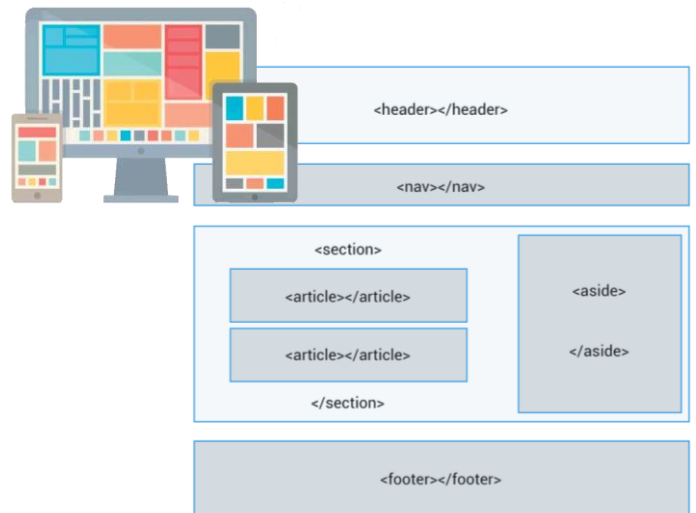 <header></header>
<nav></nav>
<section>
<article></article>
<article></article>
</section>
<aside>
</aside>
<footer></footer>